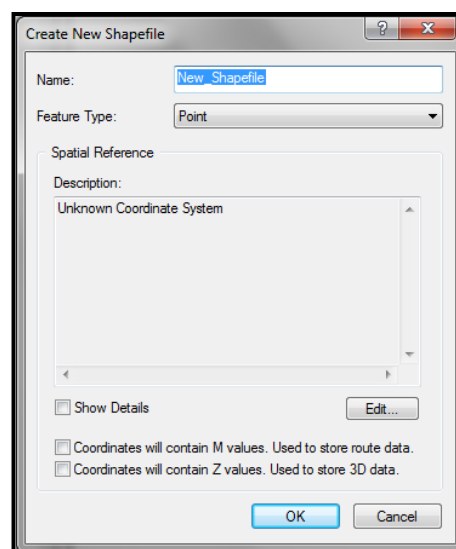 Create New Shapefile
Name: New_Shapefile
Feature Type: Point
Spatial Reference
Description:
Unknown Coordinate System
Show Details Edit...
Coordinates will contain M values. Used to store route data.
Coordinates will contain Z values. Used to store 3D data.
OK Cancel